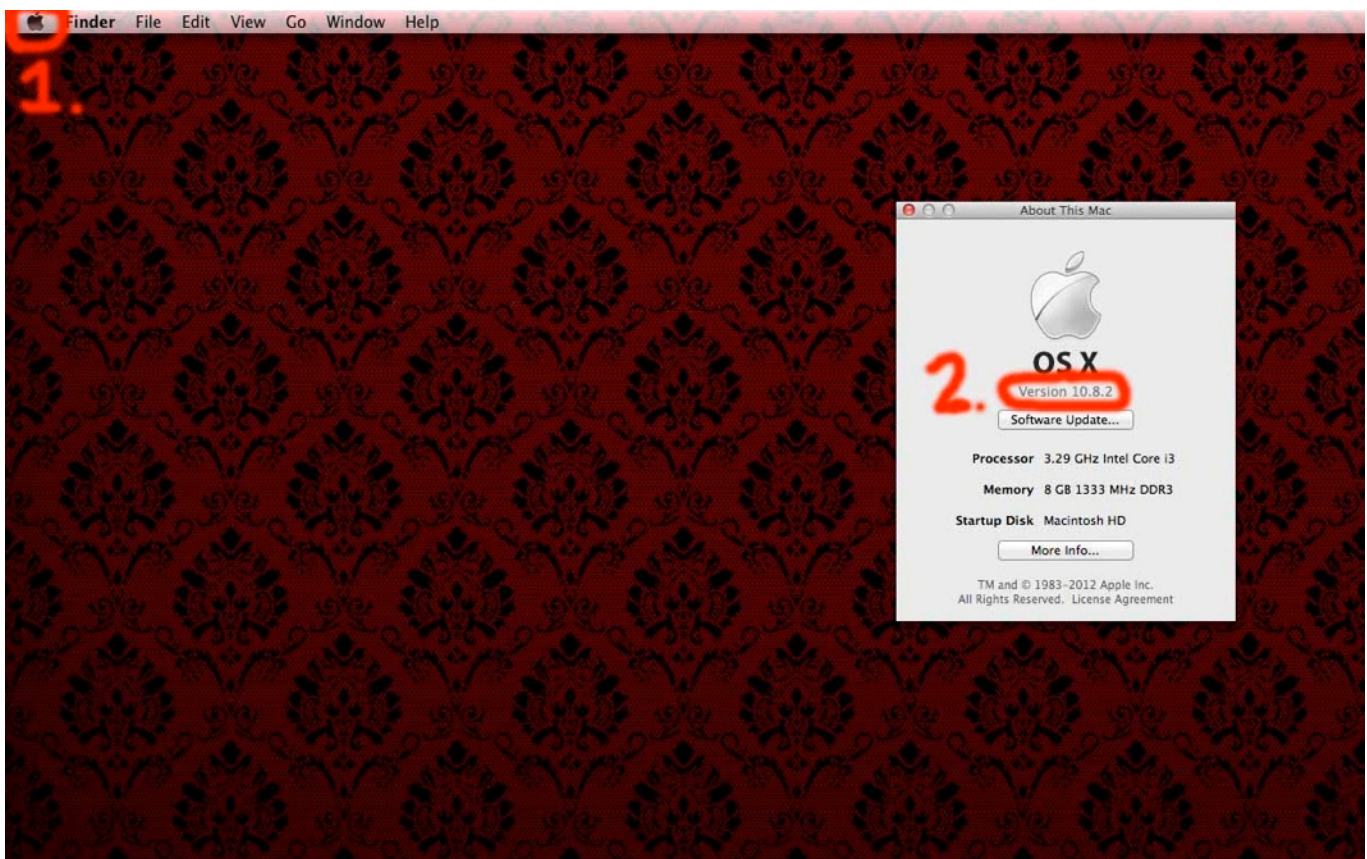 Finder File Edit View Go Window Help
1.
About This Mac
OS X
2.
Version 10.8.2
Software Update...
Processor 3.29 GHz Intel Core i3
Memory 8 GB 1333 MHz DDR3
Startup Disk Macintosh HD
More Info...
TM and © 1983-2012 Apple Inc.
All Rights Reserved. License Agreement